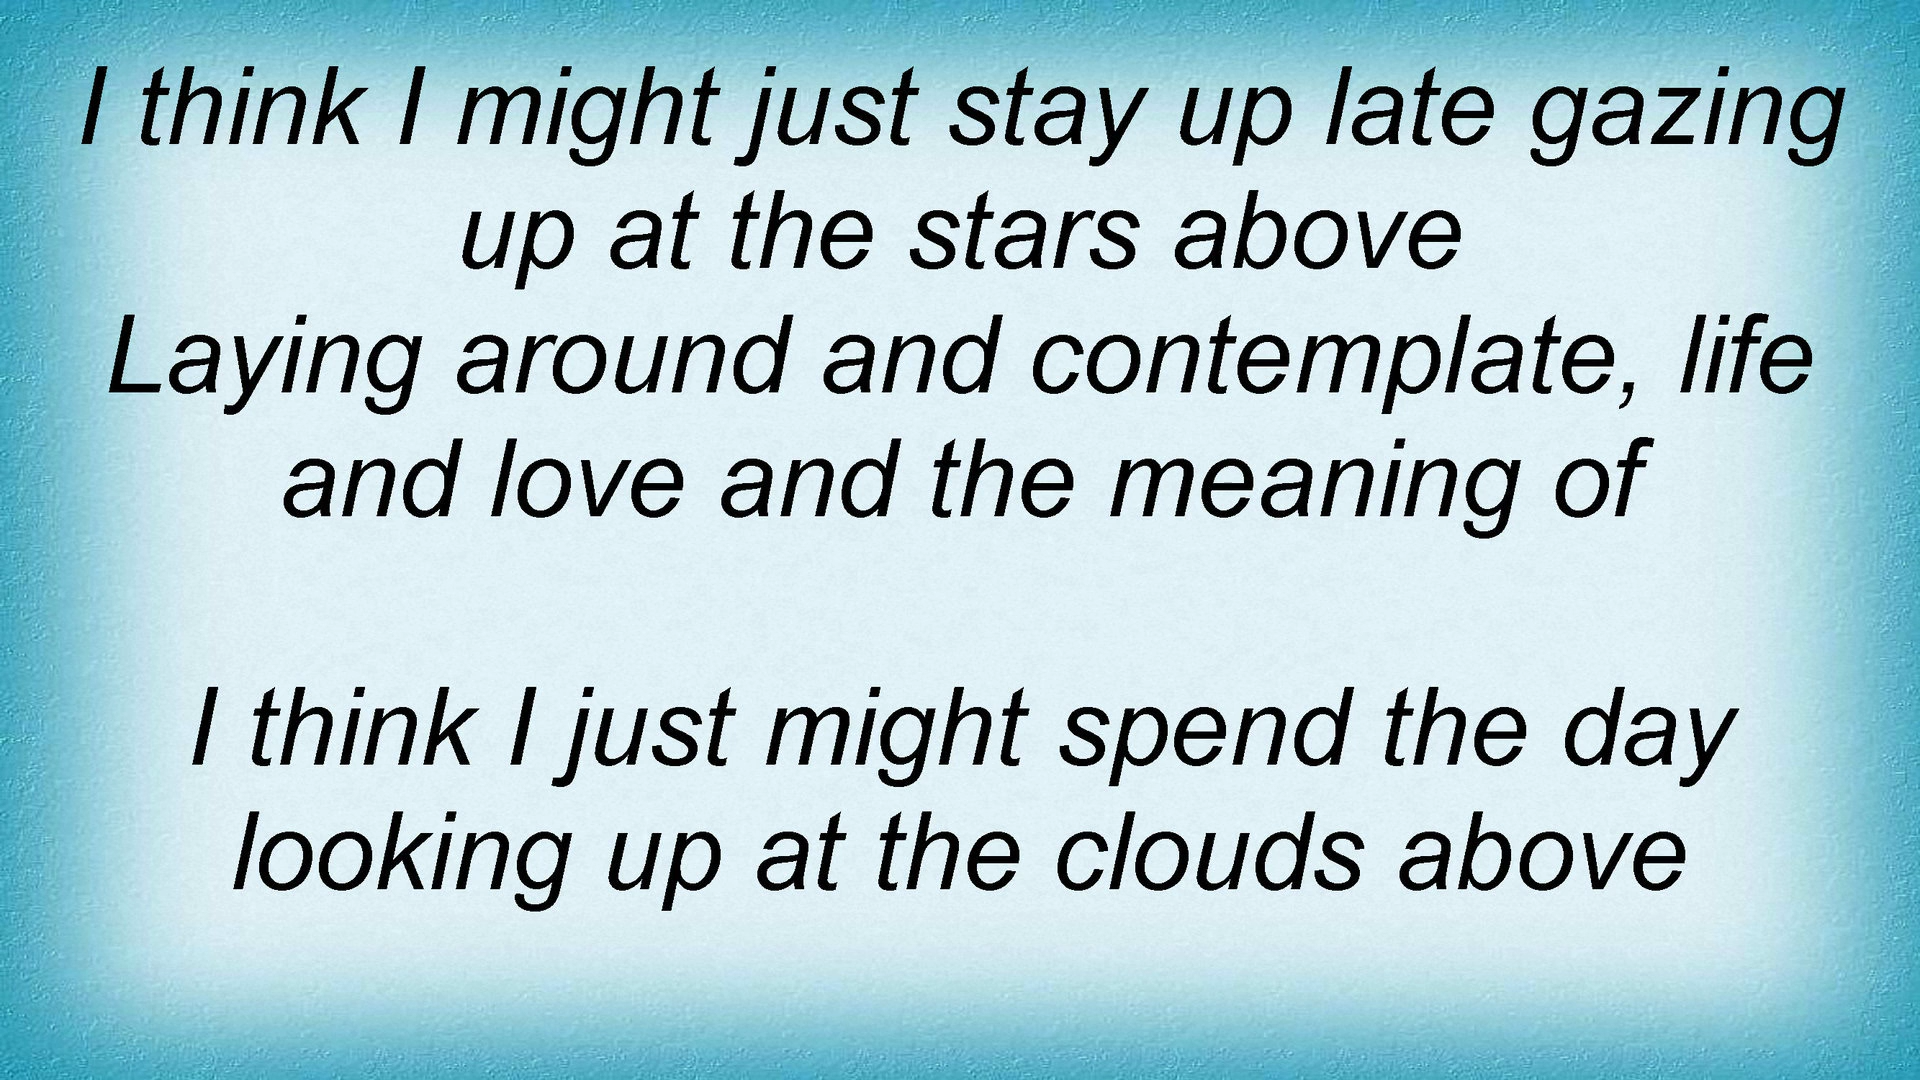 I think I might just stay up late gazing
up at the stars above
Laying around and contemplate, life
and love and the meaning of
I think I just might spend the day
looking up at the clouds above